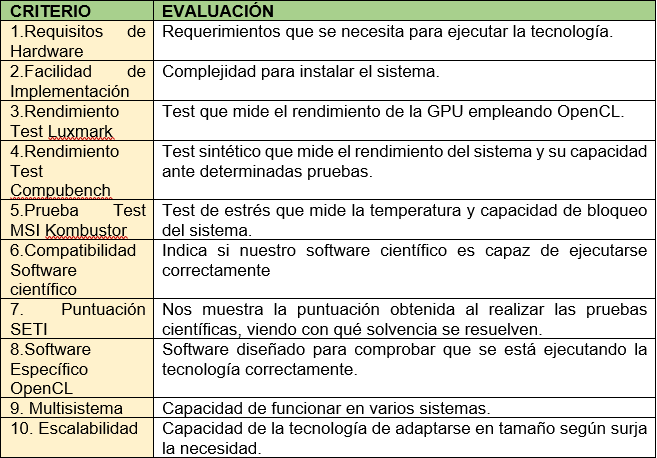 CRITERIO EVALUACIÓN
1.Requisitos de Hardware
Requerimientos que se necesita para ejecutar la tecnología.
2.Facilidad de
Implementación
Complejidad para instalar el sistema.
3.Rendimiento
Test Luxmark
Test que mide el rendimiento de la GPU empleando OpenCL.
4.Rendimiento
Test
Compubench
Test sintético que mide el rendimiento del sistema y su capacidad
ante determinadas pruebas.
5.Prueba Test
MSI Kombustor
Test de estrés que mide la temperatura y capacidad de bloqueo
del sistema.
6.Compatibilidad
Software
científico
Indica si nuestro software científico es capaz de ejecutarse
correctamente
7. Puntuación
SETI
Nos muestra la puntuación obtenida al realizar las pruebas
científicas, viendo con qué solvencia se resuelven.
8.Software
Específico
OpenCL
Software diseñado para comprobar que se está ejecutando la
tecnología correctamente.
9. Multisistema
Capacidad de funcionar en varios sistemas.
10. Escalabilidad
Capacidad de la tecnología de adaptarse en tamaño según surja
la necesidad.